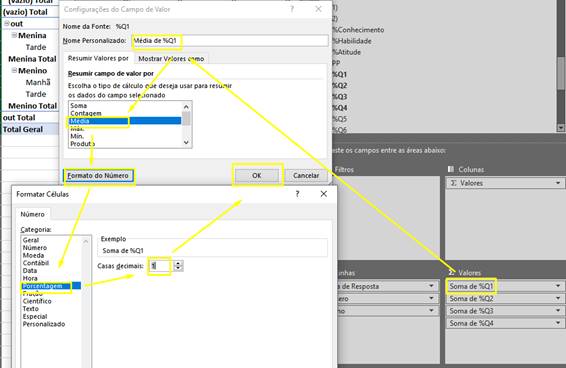 (vazio) Total
(vazio) Total
out
Menina
Tarde
Menina Total
Menino
Manhã
Tarde
Menino Total
out Total
Total Geral
Configurações do Campo de Valor
?
Nome da Fonte: %Q1
Nome Personalizado: Média de %Q1
Resumir Valores por
Mostrar Valores como
Resumir campo de valor por
Escolha o tipo de cálculo que deseja usar para resumir
os dados do campo selecionado
Soma
Contagem
Média
Máx.
Mín.
Produto
Formato do Número
OK
Cancelar
Formatar Células
?
Número
Categoria:
Geral
Número
Moeda
Contábil
Data
Hora
Porcentagem
Fração
Científico
Texto
Especial
Personalizado
Exemplo
Soma de %Q1
Casas decimais:
2)
%Conhecimento
%Habilidade
%Atitude
PP
%Q1
%Q2
%Q3
%Q4
%Q5
%Q6
ste os campos entre as áreas abaixo:
Filtros
Colunas
Σ Valores
inhas
a de Resposta
ero
no
Σ Valores
Soma de %Q1
Soma de %Q2
Soma de %Q3
Soma de %Q4